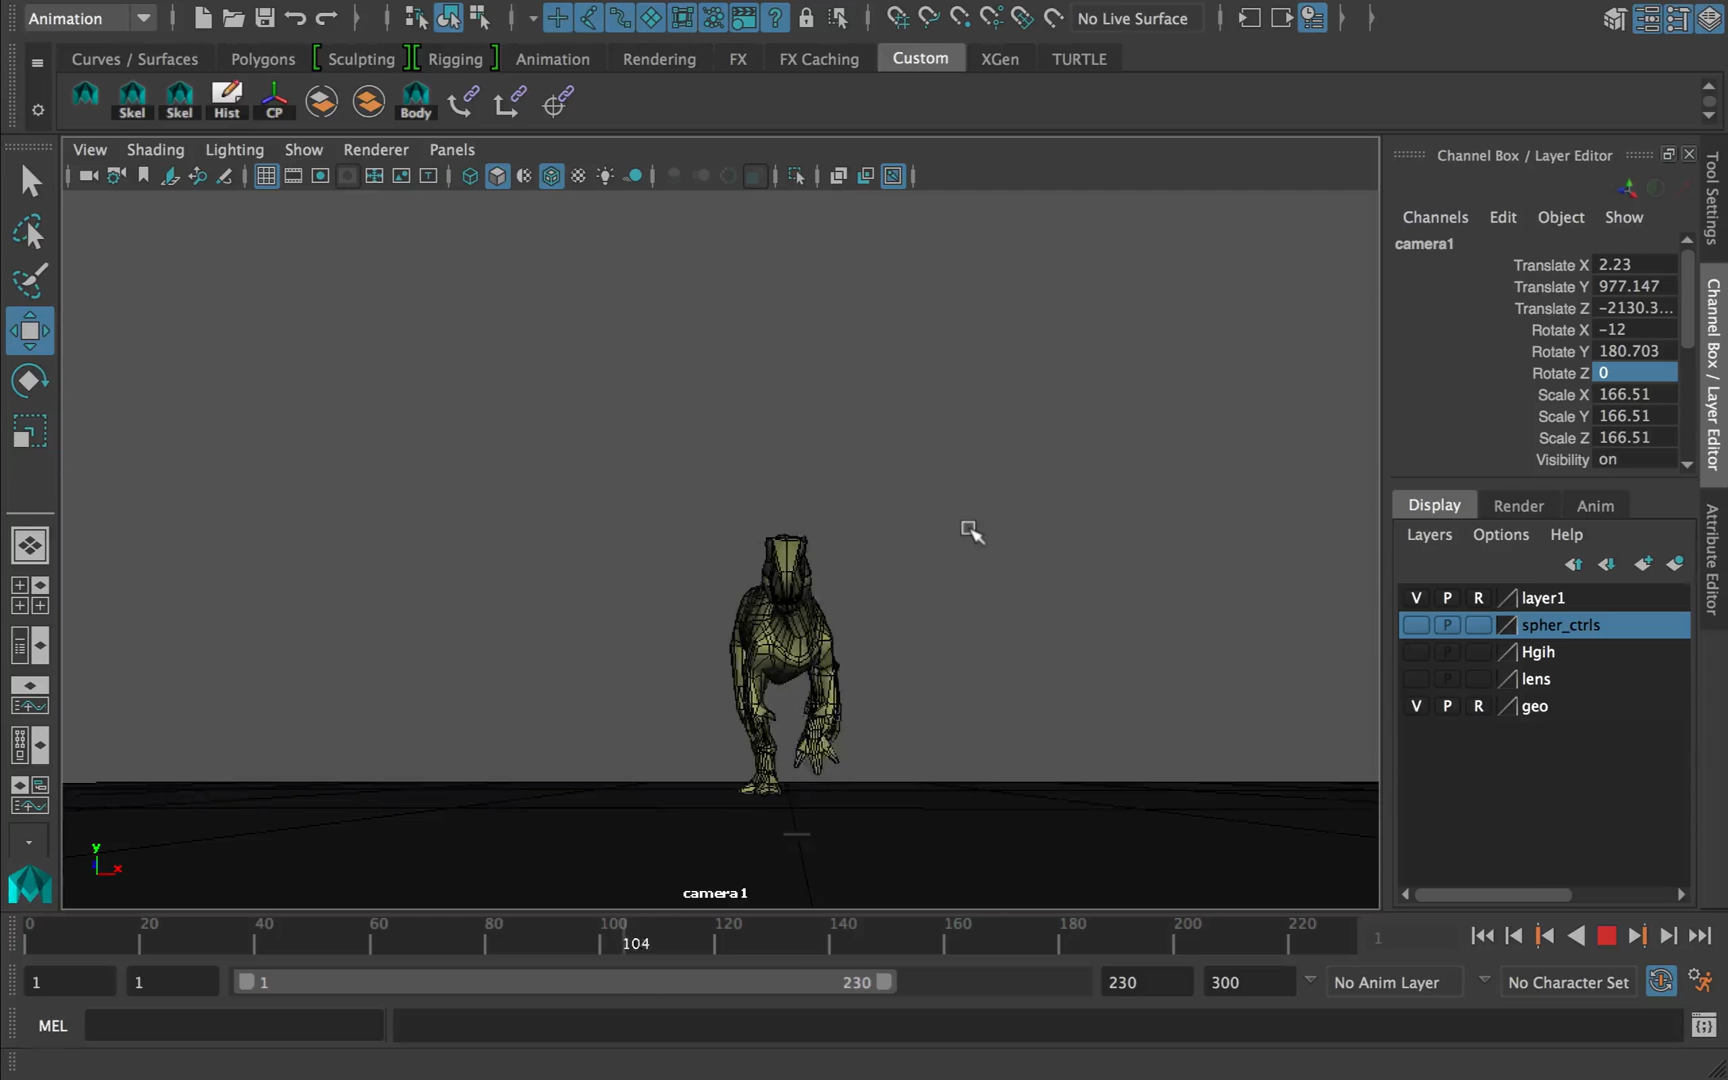 Animation
No Live Surface
Curves / Surfaces Polygons Sculpting Rigging Animation Rendering FX FX Caching Custom XGen TURTLE
Skel Skel Hist CP Body
View Shading Lighting Show Renderer Panels
Channel Box / Layer Editor
Channels Edit Object Show
camera1
Translate X 2.23
Translate Y 977.147
Translate Z -2130.3...
Rotate X -12
Rotate Y 180.703
Rotate Z 0
Scale X 166.51
Scale Y 166.51
Scale Z 166.51
Visibility on
Display Render Anim
Layers Options Help
V P R layer1
P spher_ctrls
P Hgih
P lens
V P R geo
Tool Settings
Channel Box / Layer Editor
Attribute Editor
y
x
camera1
0 20 40 60 80 100 120 140 160 180 200 220
104
1
1 1 1 230 230 300 No Anim Layer No Character Set
MEL